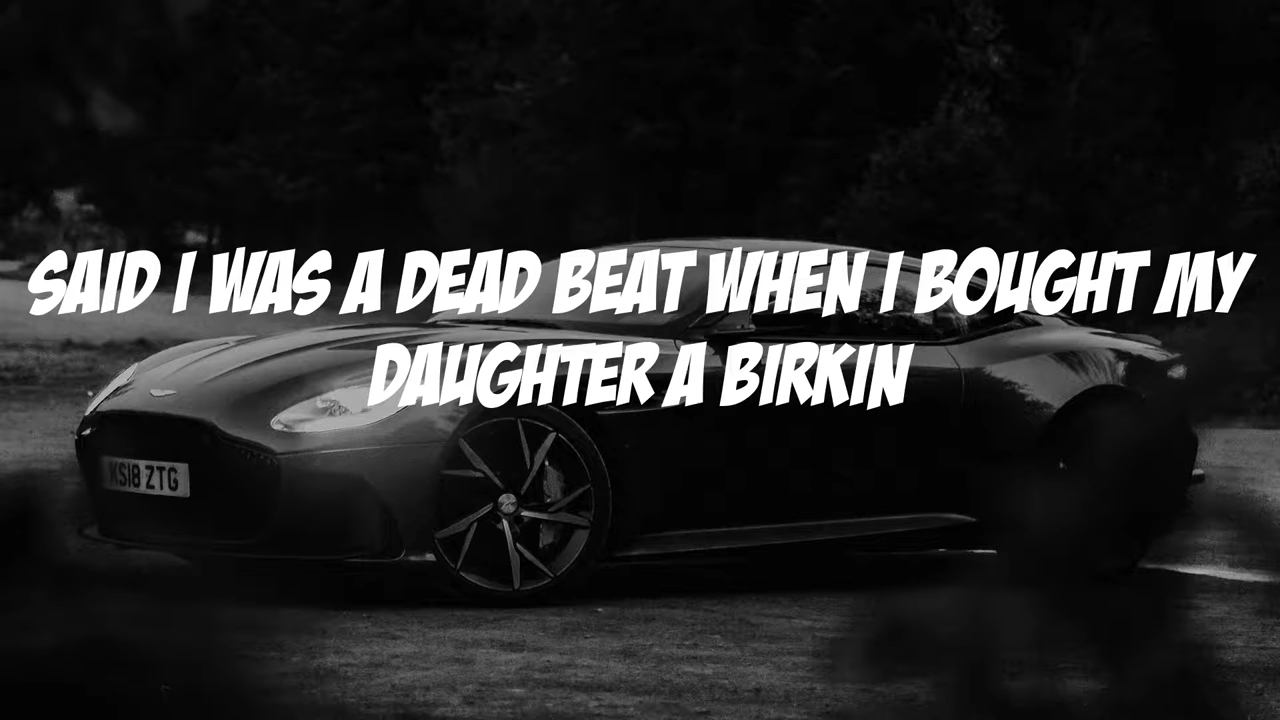 SAID I WAS A DEAD BEAT WHEN I BOUGHT MY
DAUGHTER A BIRKIN
KS18 ZTG